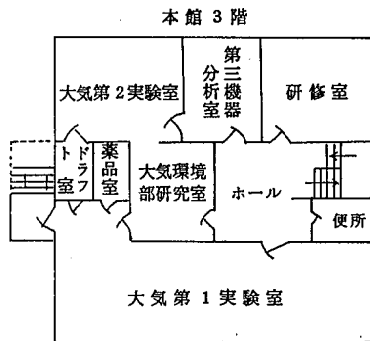 本館3階
大気第2実験室
第三機器
分析室
研修室
ドラフ
ト室
薬品室
大気環境
部研究室
ホール
便所
大気第1実験室